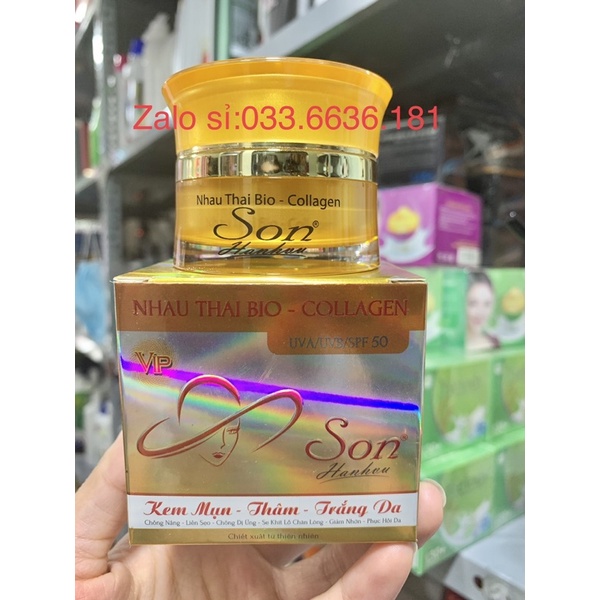 Zalo sỉ:033.6636 181
Nhau Thai Bio - Collagen
Son®
Hanhou
NHAU THAI BIO - COLLAGEN
UVA/UVB/SPF 50
VIP
Son®
Hanhou
Kem Mụn - Thâm - Trắng Da
Chống Nắng - Liền Sẹo - Chống Dị Ứng - Se Khít Lỗ Chân Lông - Giảm Nhờn - Phục Hồi Da
Chiết xuất từ thiên nhiên